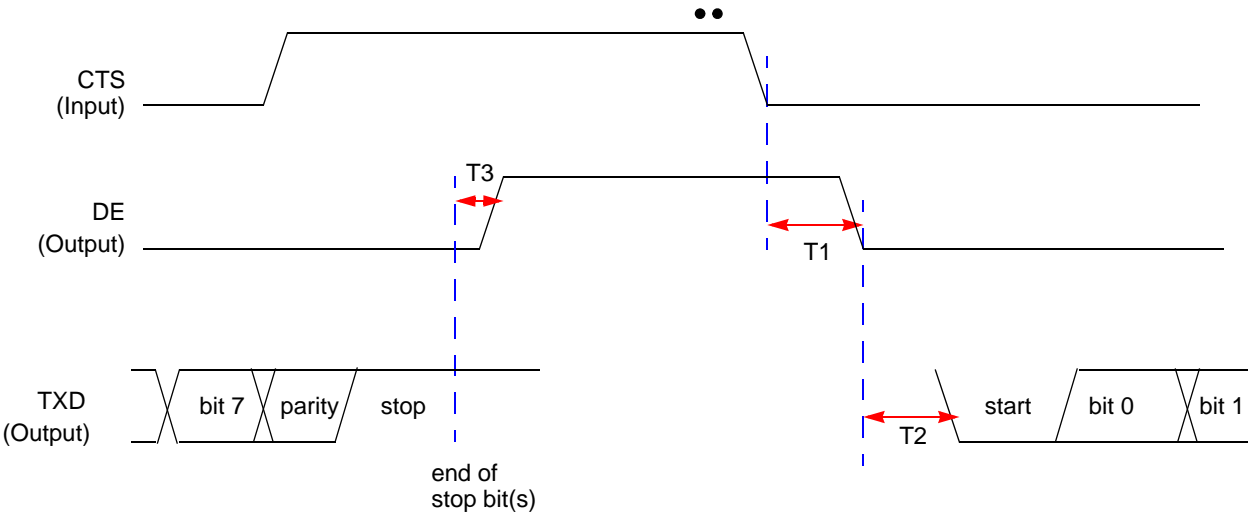 CTS
(Input)
T3
DE
(Output)
T1
TXD
(Output)
bit 7
parity
stop
T2
start
bit 0
bit 1
end of
stop bit(s)